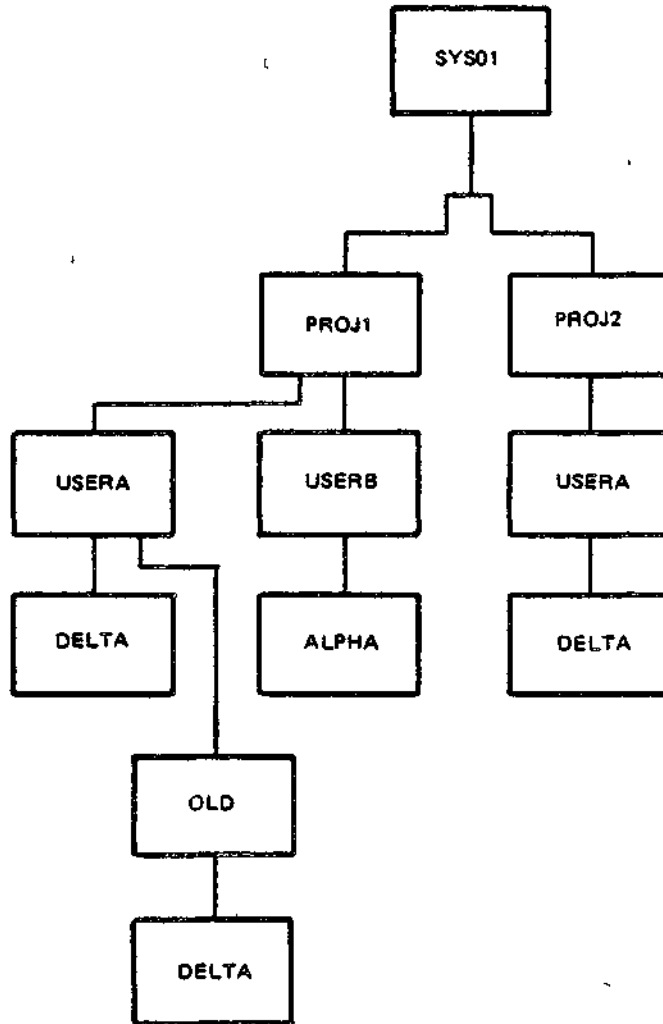 SYS01
PROJ1
PROJ2
USERA
USERB
USERA
DELTA
ALPHA
DELTA
OLD
DELTA